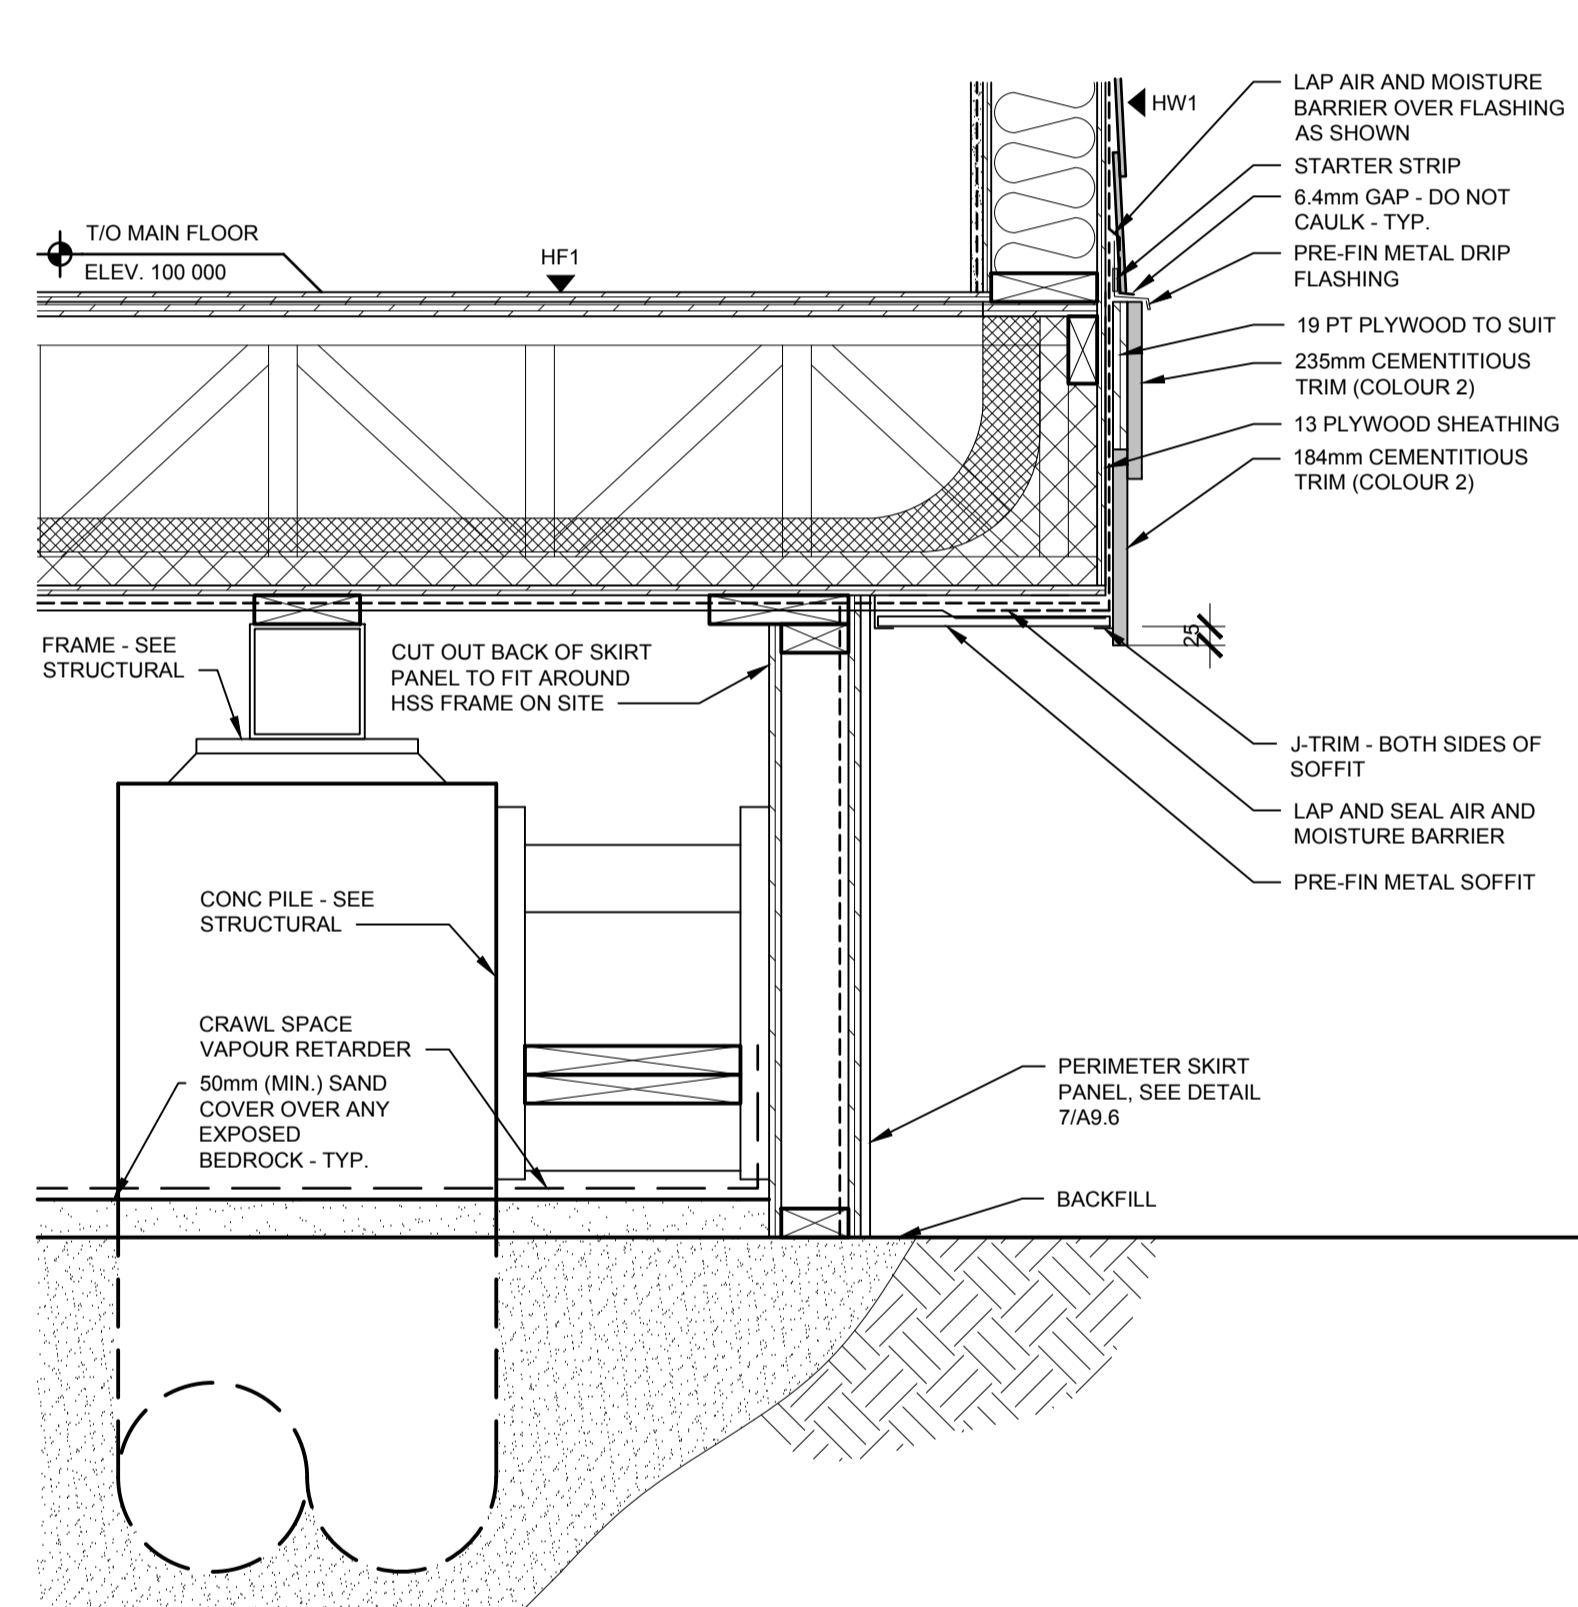 LAP AIR AND MOISTURE
BARRIER OVER FLASHING
AS SHOWN
HW1
STARTER STRIP
6.4mm GAP - DO NOT
CAULK - TYP.
T/O MAIN FLOOR
ELEV. 100 000
HF1
PRE-FIN METAL DRIP
FLASHING
19 PT PLYWOOD TO SUIT
235mm CEMENTITIOUS
TRIM (COLOUR 2)
13 PLYWOOD SHEATHING
184mm CEMENTITIOUS
TRIM (COLOUR 2)
25
FRAME - SEE
STRUCTURAL
CUT OUT BACK OF SKIRT
PANEL TO FIT AROUND
HSS FRAME ON SITE
J-TRIM - BOTH SIDES OF
SOFFIT
LAP AND SEAL AIR AND
MOISTURE BARRIER
PRE-FIN METAL SOFFIT
CONC PILE - SEE
STRUCTURAL
CRAWL SPACE
VAPOUR RETARDER
50mm (MIN.) SAND
COVER OVER ANY
EXPOSED
BEDROCK - TYP.
PERIMETER SKIRT
PANEL, SEE DETAIL
7/A9.6
BACKFILL